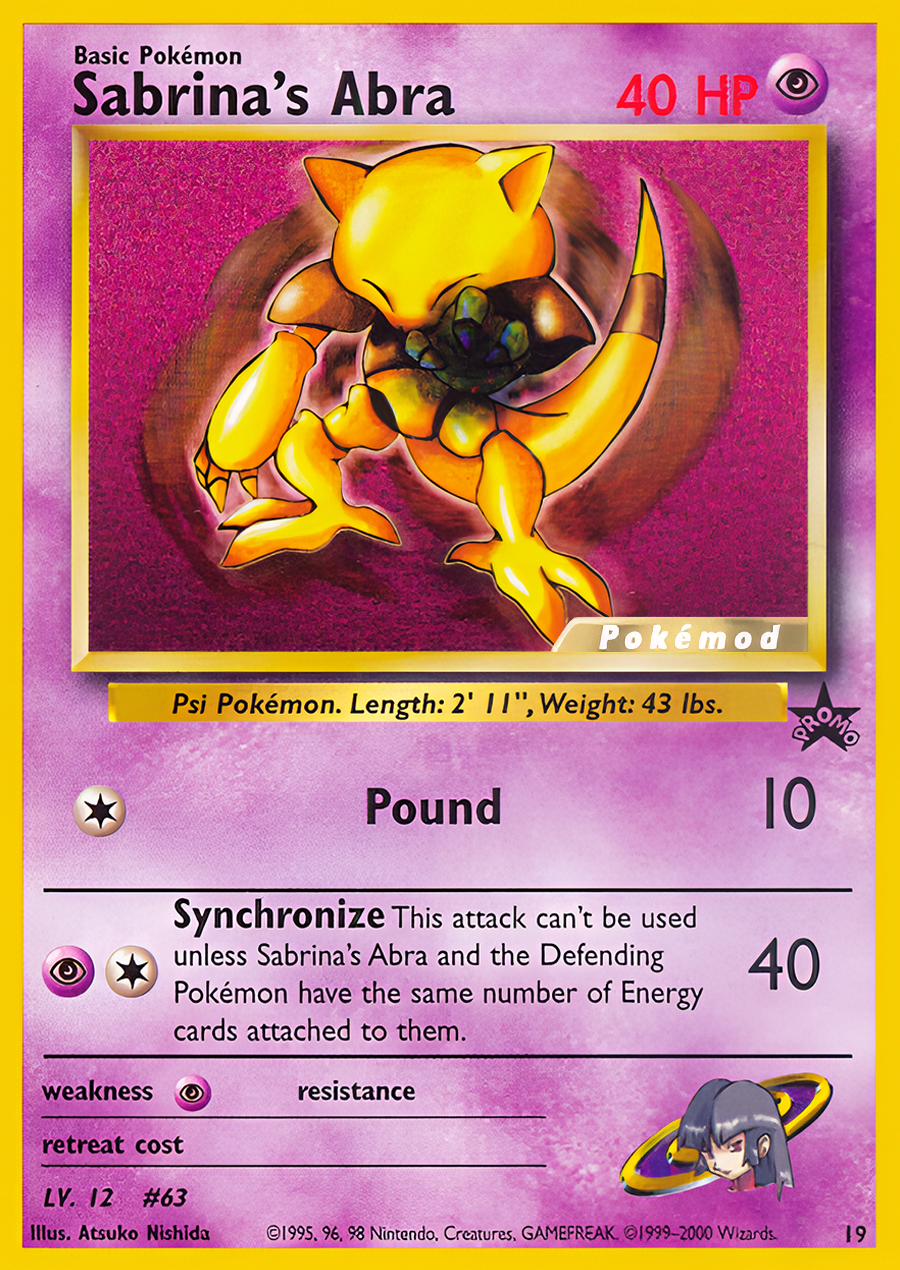 Basic Pokémon
Sabrina's Abra
40 HP
Pokémod
Psi Pokémon. Length: 2' 11", Weight: 43 lbs.
PROMO
Pound
10
Synchronize This attack can't be used
unless Sabrina's Abra and the Defending
Pokémon have the same number of Energy
cards attached to them.
40
weakness
resistance
retreat cost
LV. 12 #63
Illus. Atsuko Nishida
©1995, 96, 98 Nintendo, Creatures, GAMEFREAK. ©1999–2000 Wizards.
19